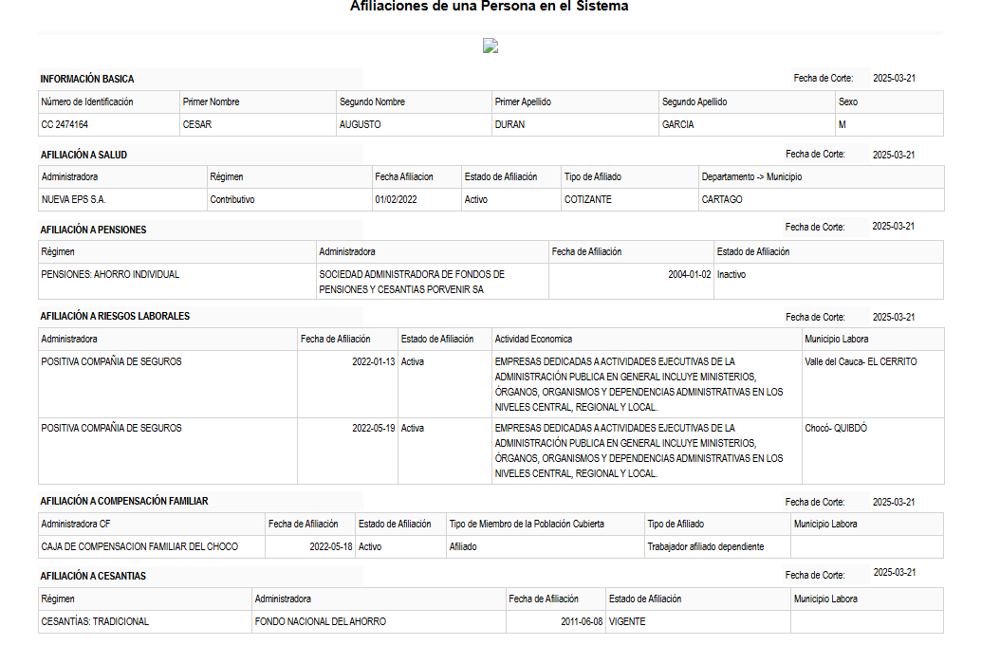 Afiliaciones de una Persona en el Sistema
INFORMACIÓN BASICA Fecha de Corte: 2025-03-21
Número de Identificación Primer Nombre Segundo Nombre Primer Apellido Segundo Apellido Sexo
CC 2474164 CESAR AUGUSTO DURAN GARCIA M
AFILIACIÓN A SALUD Fecha de Corte: 2025-03-21
Administradora Régimen Fecha Afiliacion Estado de Afiliación Tipo de Afiliado Departamento -> Municipio
NUEVA EPS S.A. Contributivo 01/02/2022 Activo COTIZANTE CARTAGO
AFILIACIÓN A PENSIONES Fecha de Corte: 2025-03-21
Régimen Administradora Fecha de Afiliación Estado de Afiliación
PENSIONES: AHORRO INDIVIDUAL SOCIEDAD ADMINISTRADORA DE FONDOS DE 2004-01-02 Inactivo
PENSIONES Y CESANTIAS PORVENIR SA
AFILIACIÓN A RIESGOS LABORALES Fecha de Corte: 2025-03-21
Administradora Fecha de Afiliación Estado de Afiliación Actividad Economica Municipio Labora
POSITIVA COMPAÑIA DE SEGUROS 2022-01-13 Activa EMPRESAS DEDICADAS A ACTIVIDADES EJECUTIVAS DE LA Valle del Cauca- EL CERRITO
ADMINISTRACIÓN PUBLICA EN GENERAL INCLUYE MINISTERIOS,
ÓRGANOS, ORGANISMOS Y DEPENDENCIAS ADMINISTRATIVAS EN LOS
NIVELES CENTRAL, REGIONAL Y LOCAL.
POSITIVA COMPAÑIA DE SEGUROS 2022-05-19 Activa EMPRESAS DEDICADAS A ACTIVIDADES EJECUTIVAS DE LA Chocó- QUIBDÓ
ADMINISTRACIÓN PUBLICA EN GENERAL INCLUYE MINISTERIOS,
ÓRGANOS, ORGANISMOS Y DEPENDENCIAS ADMINISTRATIVAS EN LOS
NIVELES CENTRAL, REGIONAL Y LOCAL.
AFILIACIÓN A COMPENSACIÓN FAMILIAR Fecha de Corte: 2025-03-21
Administradora CF Fecha de Afiliación Estado de Afiliación Tipo de Miembro de la Población Cubierta Tipo de Afiliado Municipio Labora
CAJA DE COMPENSACION FAMILIAR DEL CHOCO 2022-05-18 Activo Afiliado Trabajador afiliado dependiente
AFILIACIÓN A CESANTIAS Fecha de Corte: 2025-03-21
Régimen Administradora Fecha de Afiliación Estado de Afiliación Municipio Labora
CESANTÍAS: TRADICIONAL FONDO NACIONAL DEL AHORRO 2011-06-08 VIGENTE